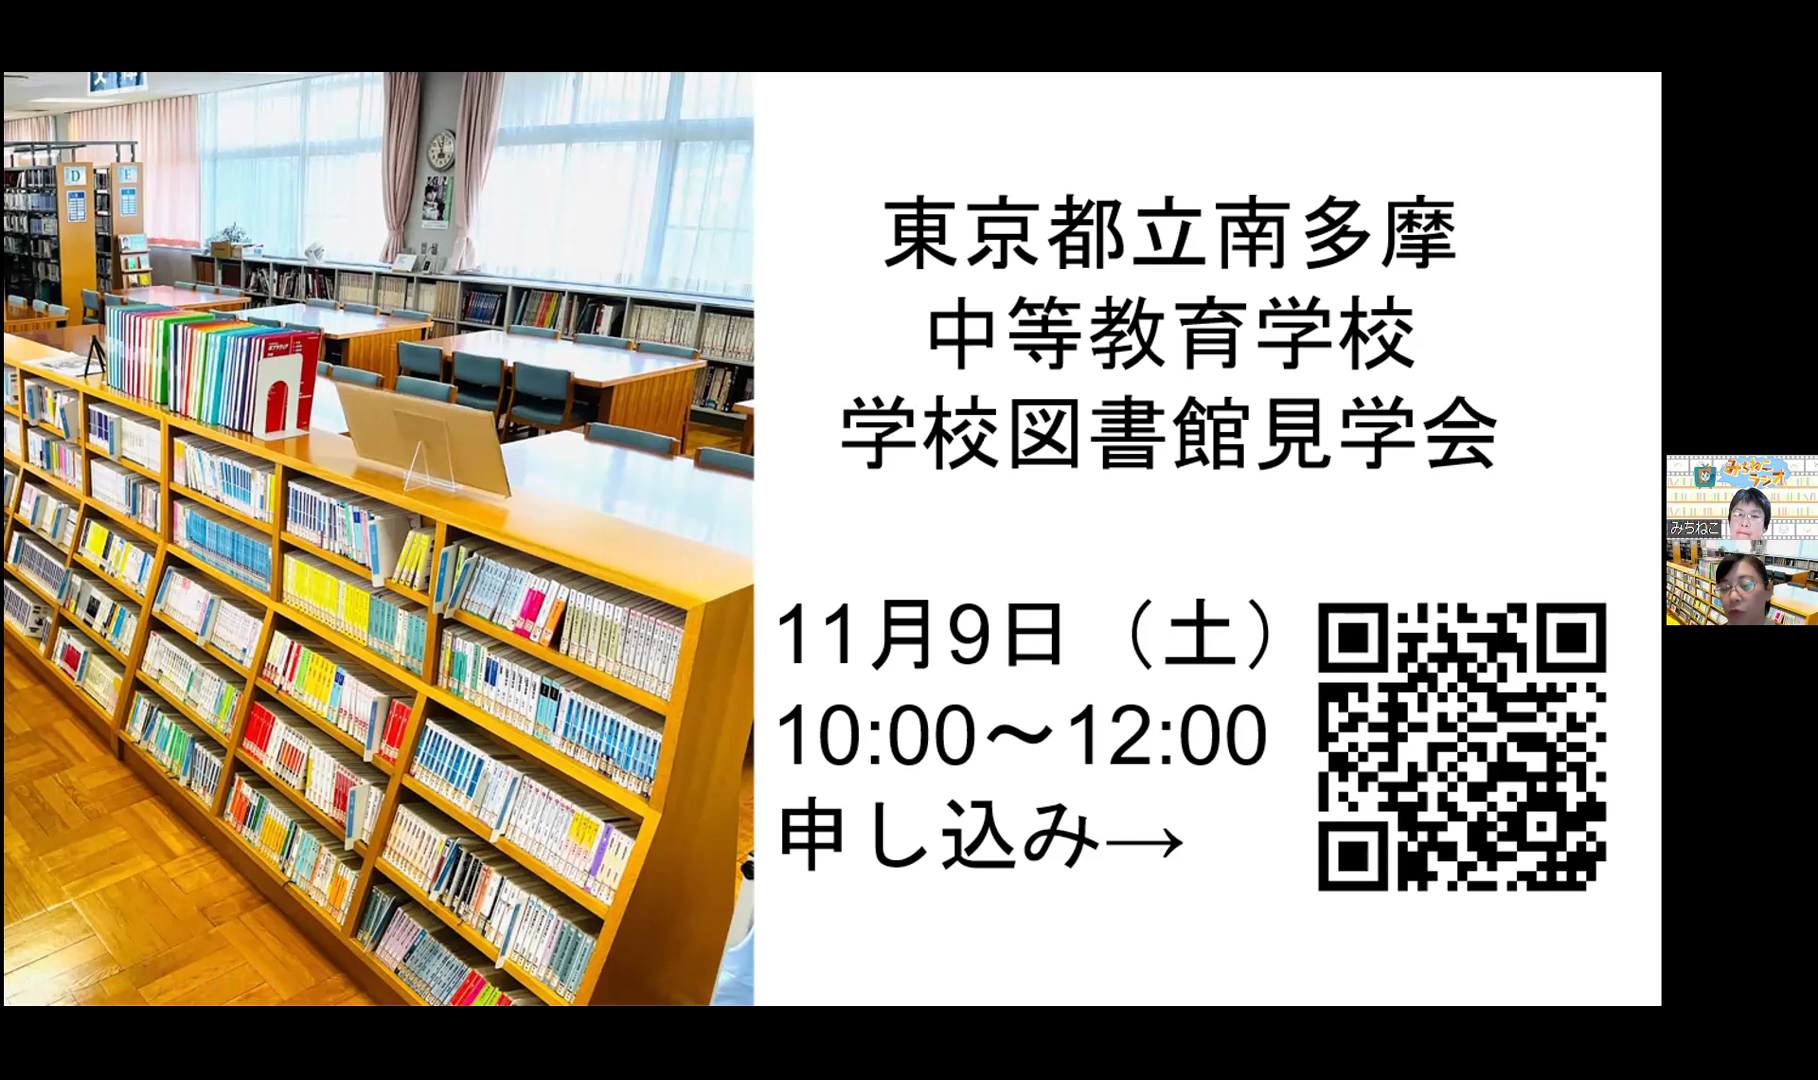 東京都立南多摩
中等教育学校
学校図書館見学会
11月9日（土）
10:00～12:00
申し込み→
D
E
みちねこ
ラジオ
みちねこ